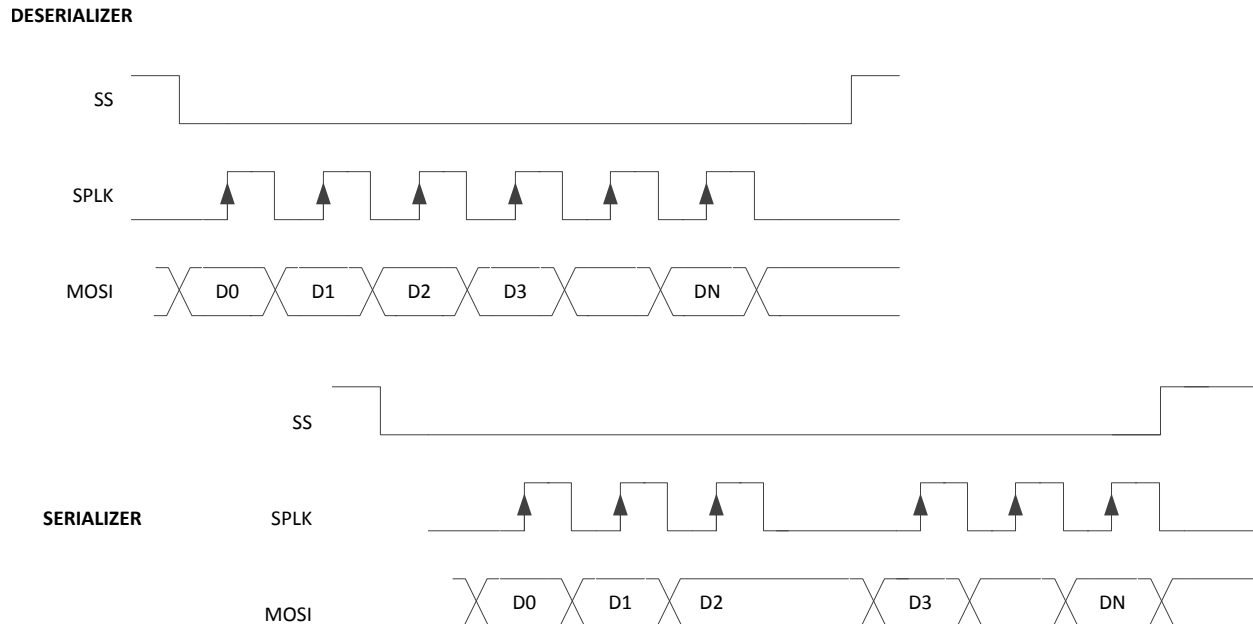 DESERIALIZER
SS
SPLK
MOSI D0 D1 D2 D3 DN
SS
SERIALIZER SPLK
MOSI D0 D1 D2 D3 DN